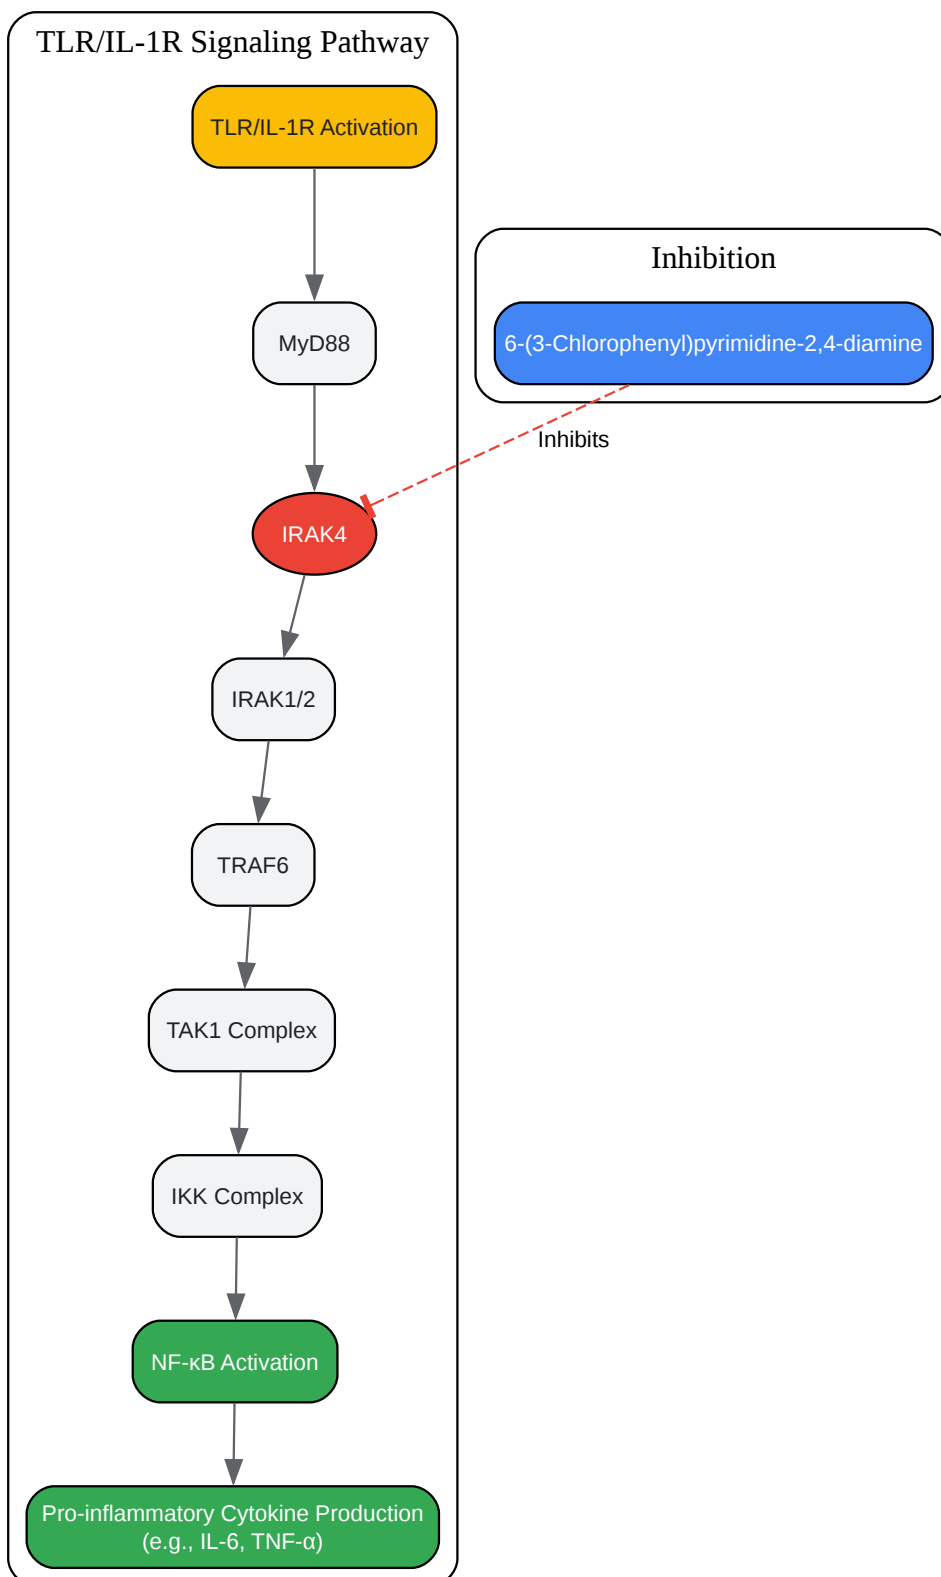 TLR/IL-1R Signaling Pathway
TLR/IL-1R Activation
Inhibition
MyD88
6-(3-Chlorophenyl)pyrimidine-2,4-diamine
Inhibits
IRAK4
IRAK1/2
TRAF6
TAK1 Complex
IKK Complex
NF-κB Activation
Pro-inflammatory Cytokine Production
(e.g., IL-6, TNF-α)